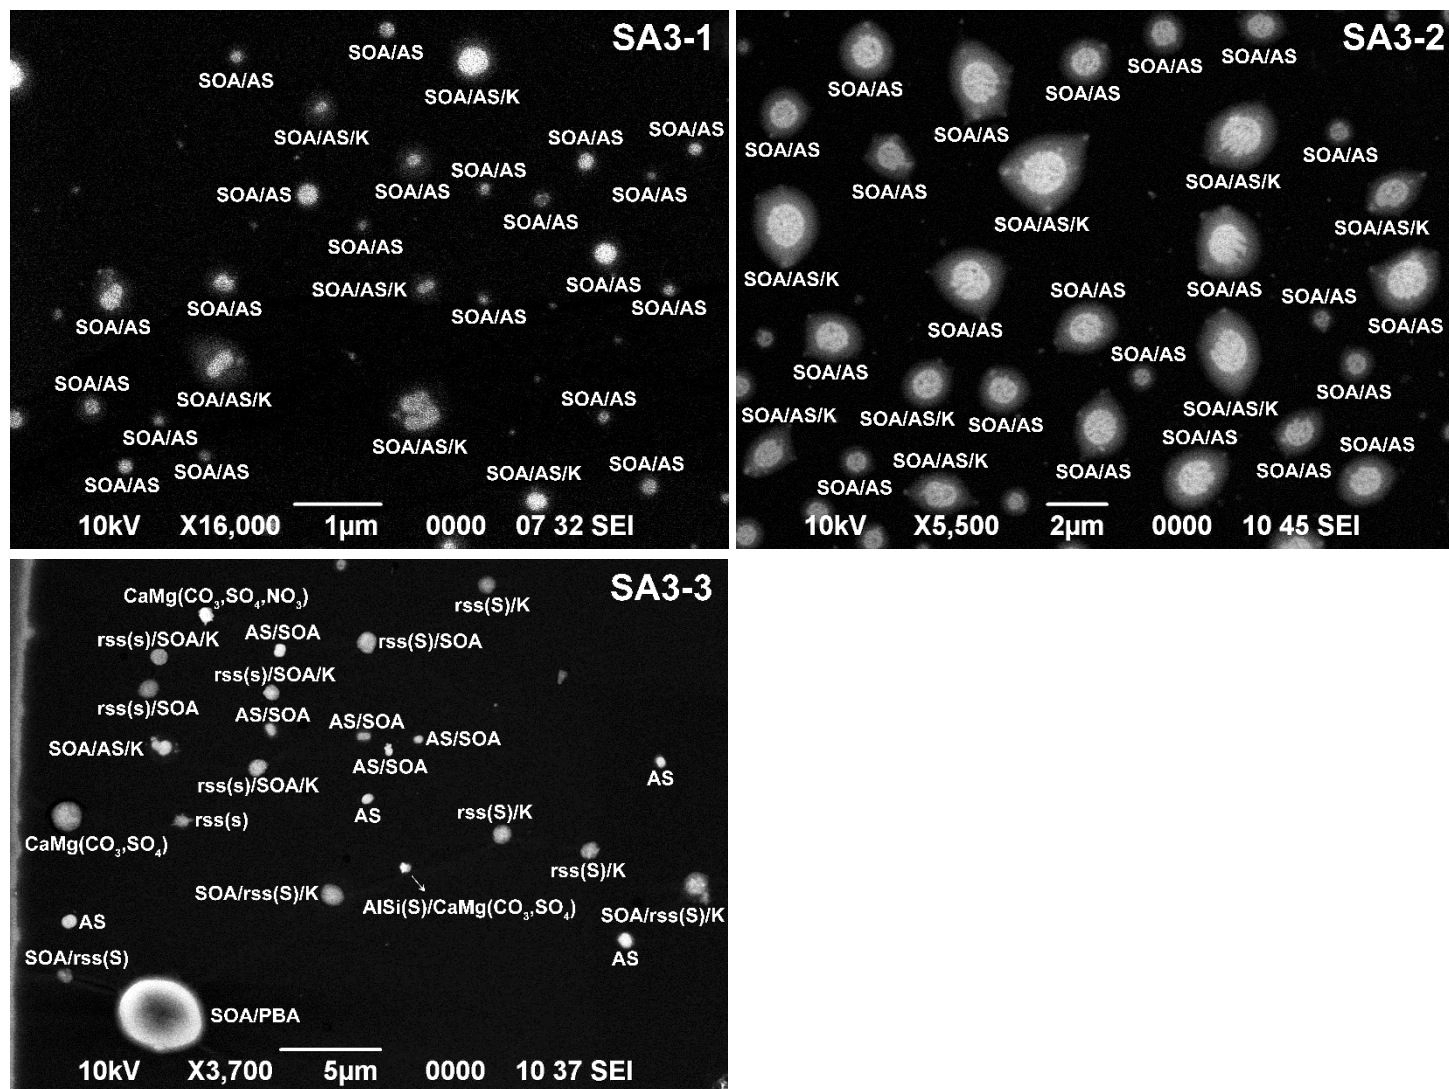 SA3-1
SOA/AS
SOA/AS
SOA/AS/K
SOA/AS/K
SOA/AS
SOA/AS
SOA/AS
SOA/AS
SOA/AS
SOA/AS
SOA/AS
SOA/AS
SOA/AS
SOA/AS
SOA/AS/K
SOA/AS
SOA/AS
SOA/AS
SOA/AS
SOA/AS
SOA/AS/K
SOA/AS
SOA/AS
SOA/AS
SOA/AS/K
SOA/AS
SOA/AS
SOA/AS/K
SOA/AS
10kV X16,000 1µm 0000 07 32 SEI
SA3-2
SOA/AS
SOA/AS
SOA/AS
SOA/AS
SOA/AS
SOA/AS
SOA/AS
SOA/AS
SOA/AS
SOA/AS/K
SOA/AS/K
SOA/AS/K
SOA/AS/K
SOA/AS
SOA/AS
SOA/AS
SOA/AS
SOA/AS
SOA/AS
SOA/AS
SOA/AS
SOA/AS/K
SOA/AS/K
SOA/AS/K
SOA/AS
SOA/AS
SOA/AS
SOA/AS
SOA/AS/K
SOA/AS
SOA/AS
10kV X5,500 2µm 0000 10 45 SEI
SA3-3
CaMg(CO₃,SO₄,NO₃)
rss(S)/K
rss(s)/SOA/K
AS/SOA
rss(S)/SOA
rss(s)/SOA/K
rss(s)/SOA
AS/SOA
AS/SOA
AS/SOA
SOA/AS/K
AS/SOA
rss(s)/SOA/K
AS
AS
rss(S)/K
rss(s)
CaMg(CO₃,SO₄)
rss(S)/K
SOA/rss(S)/K
AlSi(S)/CaMg(CO₃,SO₄)
SOA/rss(S)/K
AS
AS
SOA/rss(S)
SOA/PBA
10kV X3,700 5µm 0000 10 37 SEI